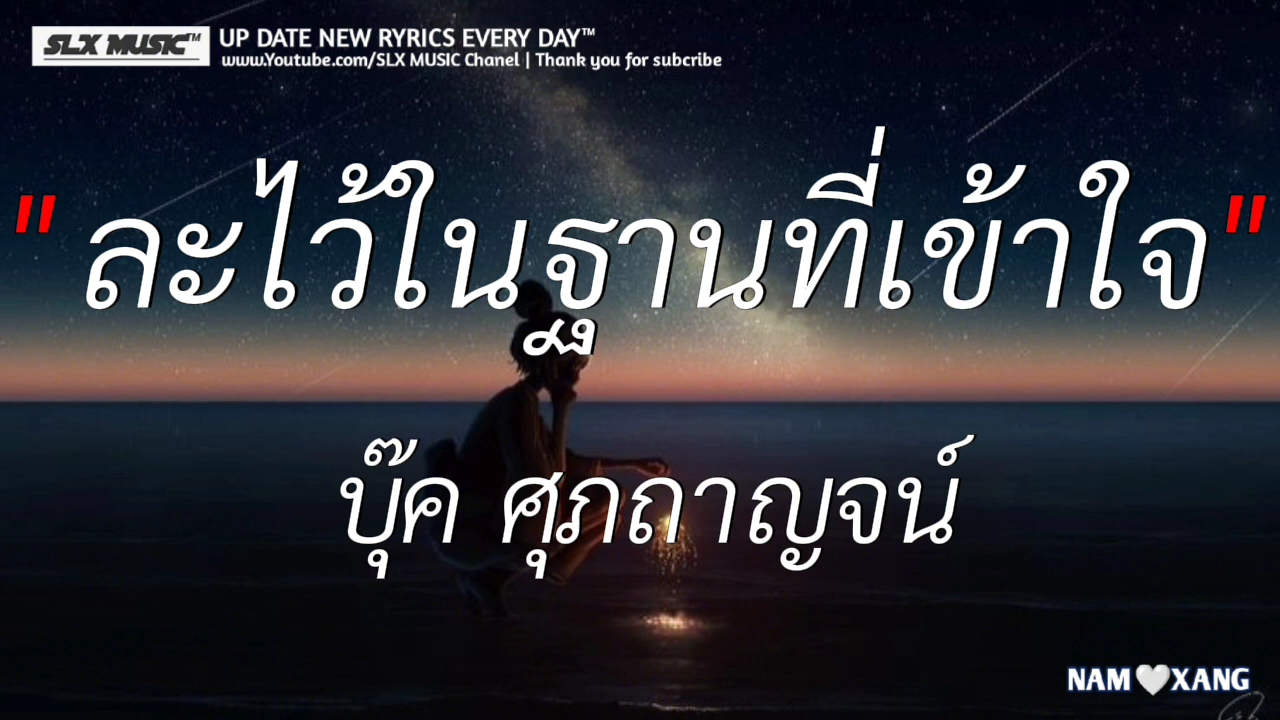 SLX MUSIC™
UP DATE NEW RYRICS EVERY DAY™
www.Youtube.com/SLX MUSIC Chanel | Thank you for subcribe
"ละไว้ในฐานที่เข้าใจ"
บุ๊ค ศุภถาญจน์
NAM🤍XANG